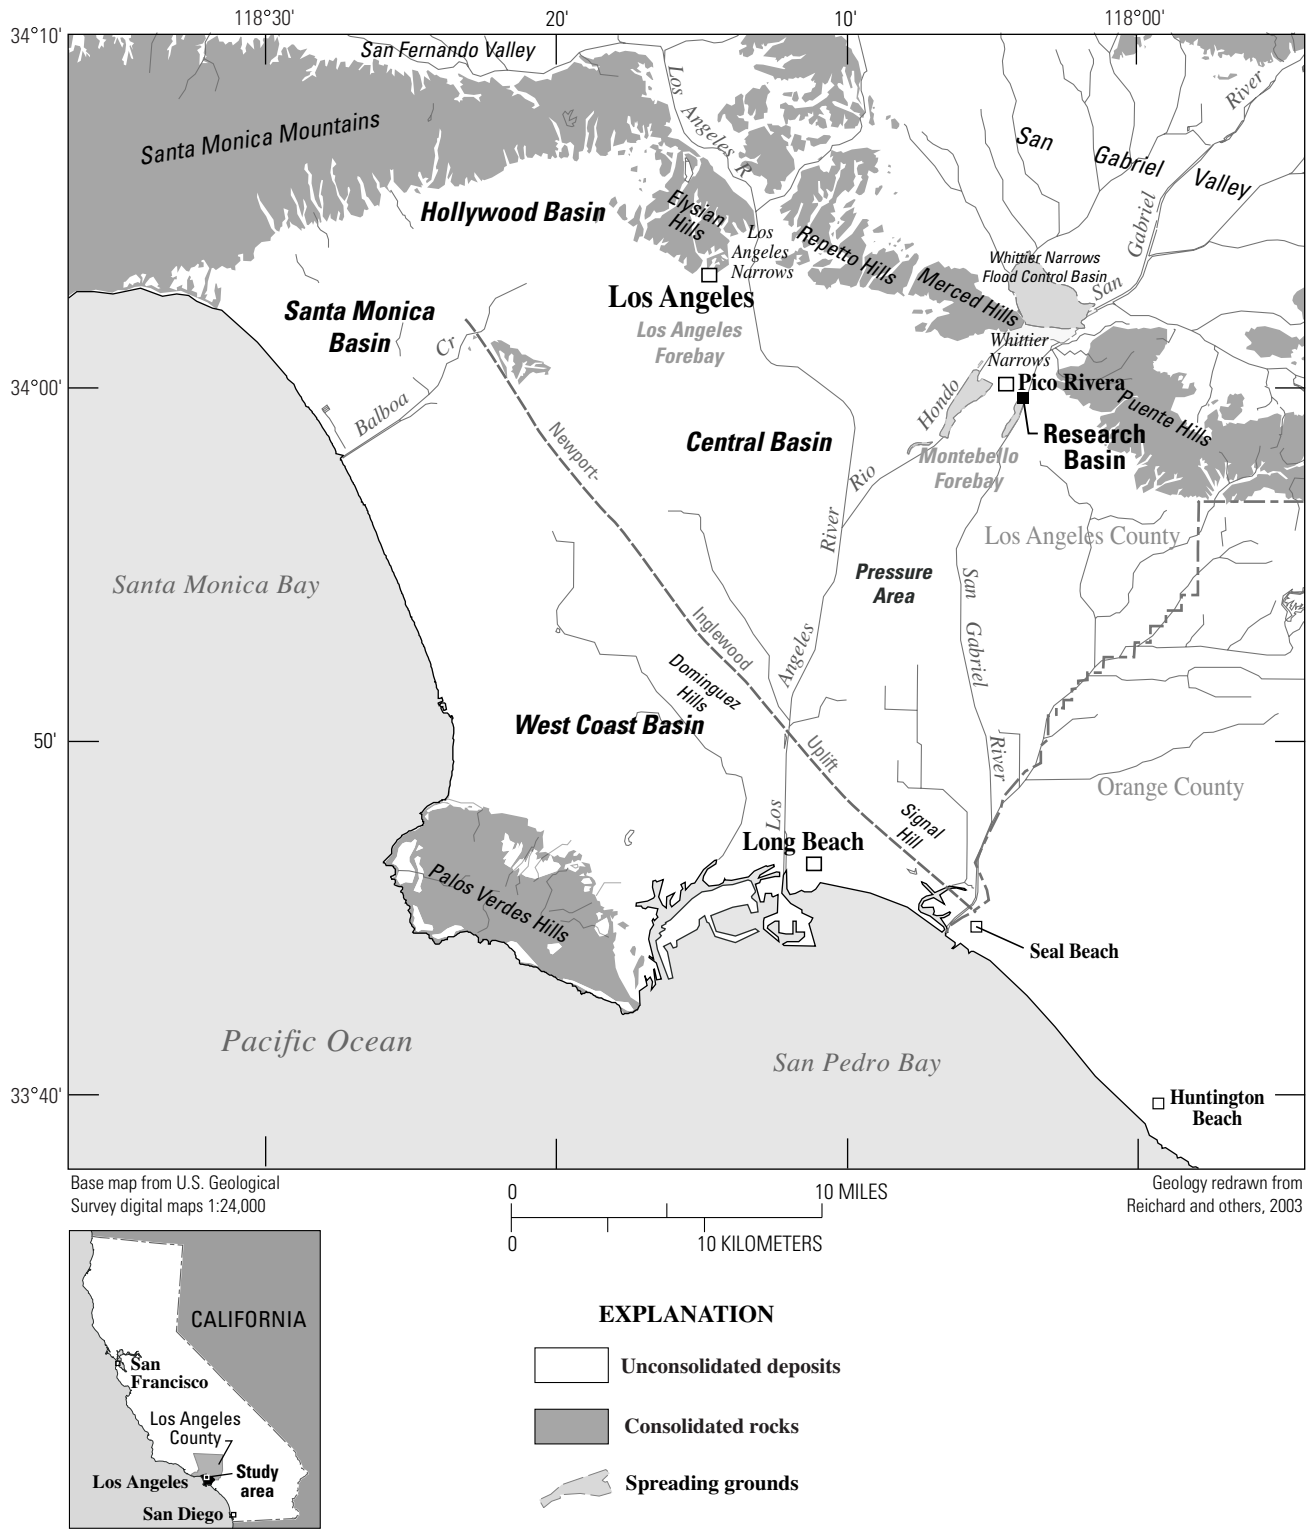 118°30'
20'
10'
118°00'
34°10'
San Fernando Valley
Los Angeles R
River
Santa Monica Mountains
San Gabriel Valley
Hollywood Basin
Elysian
Hills
Los
Angeles
Narrows
Repetto Hills
Gabriel
Whittier Narrows
Flood Control Basin
San
Merced Hills
Los Angeles
Santa Monica
Basin
Los Angeles
Forebay
Cr
Balboa
Whittier
Narrows
34°00'
Pico Rivera
Hondo
Puente Hills
Newport-
Central Basin
Research
Basin
Montebello
Forebay
Rio
River
Los Angeles County
Santa Monica Bay
Pressure
Area
San
Gabriel
River
Inglewood
Angeles
Dominguez
Hills
West Coast Basin
50'
Uplift
Orange County
Los
Signal
Hill
Long Beach
Palos Verdes Hills
Seal Beach
Pacific Ocean
San Pedro Bay
33°40'
Huntington
Beach
Base map from U.S. Geological
Survey digital maps 1:24,000
0
10 MILES
0
10 KILOMETERS
Geology redrawn from
Reichard and others, 2003
CALIFORNIA
San
Francisco
Los Angeles
County
Los Angeles
Study
area
San Diego
EXPLANATION
Unconsolidated deposits
Consolidated rocks
Spreading grounds